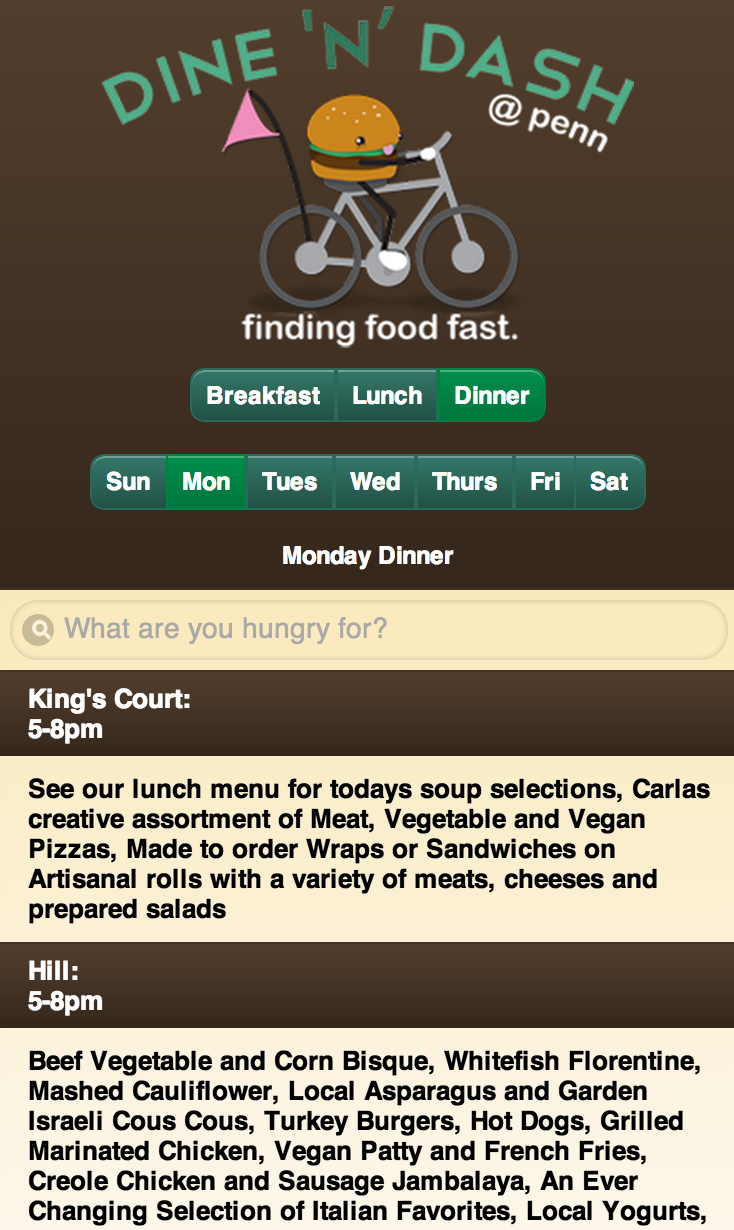 DINE 'N' DASH
@ penn
finding food fast.
Breakfast Lunch Dinner
Sun Mon Tues Wed Thurs Fri Sat
Monday Dinner
What are you hungry for?
King's Court:
5-8pm
See our lunch menu for todays soup selections, Carlas
creative assortment of Meat, Vegetable and Vegan
Pizzas, Made to order Wraps or Sandwiches on
Artisanal rolls with a variety of meats, cheeses and
prepared salads
Hill:
5-8pm
Beef Vegetable and Corn Bisque, Whitefish Florentine,
Mashed Cauliflower, Local Asparagus and Garden
Israeli Cous Cous, Turkey Burgers, Hot Dogs, Grilled
Marinated Chicken, Vegan Patty and French Fries,
Creole Chicken and Sausage Jambalaya, An Ever
Changing Selection of Italian Favorites, Local Yogurts,